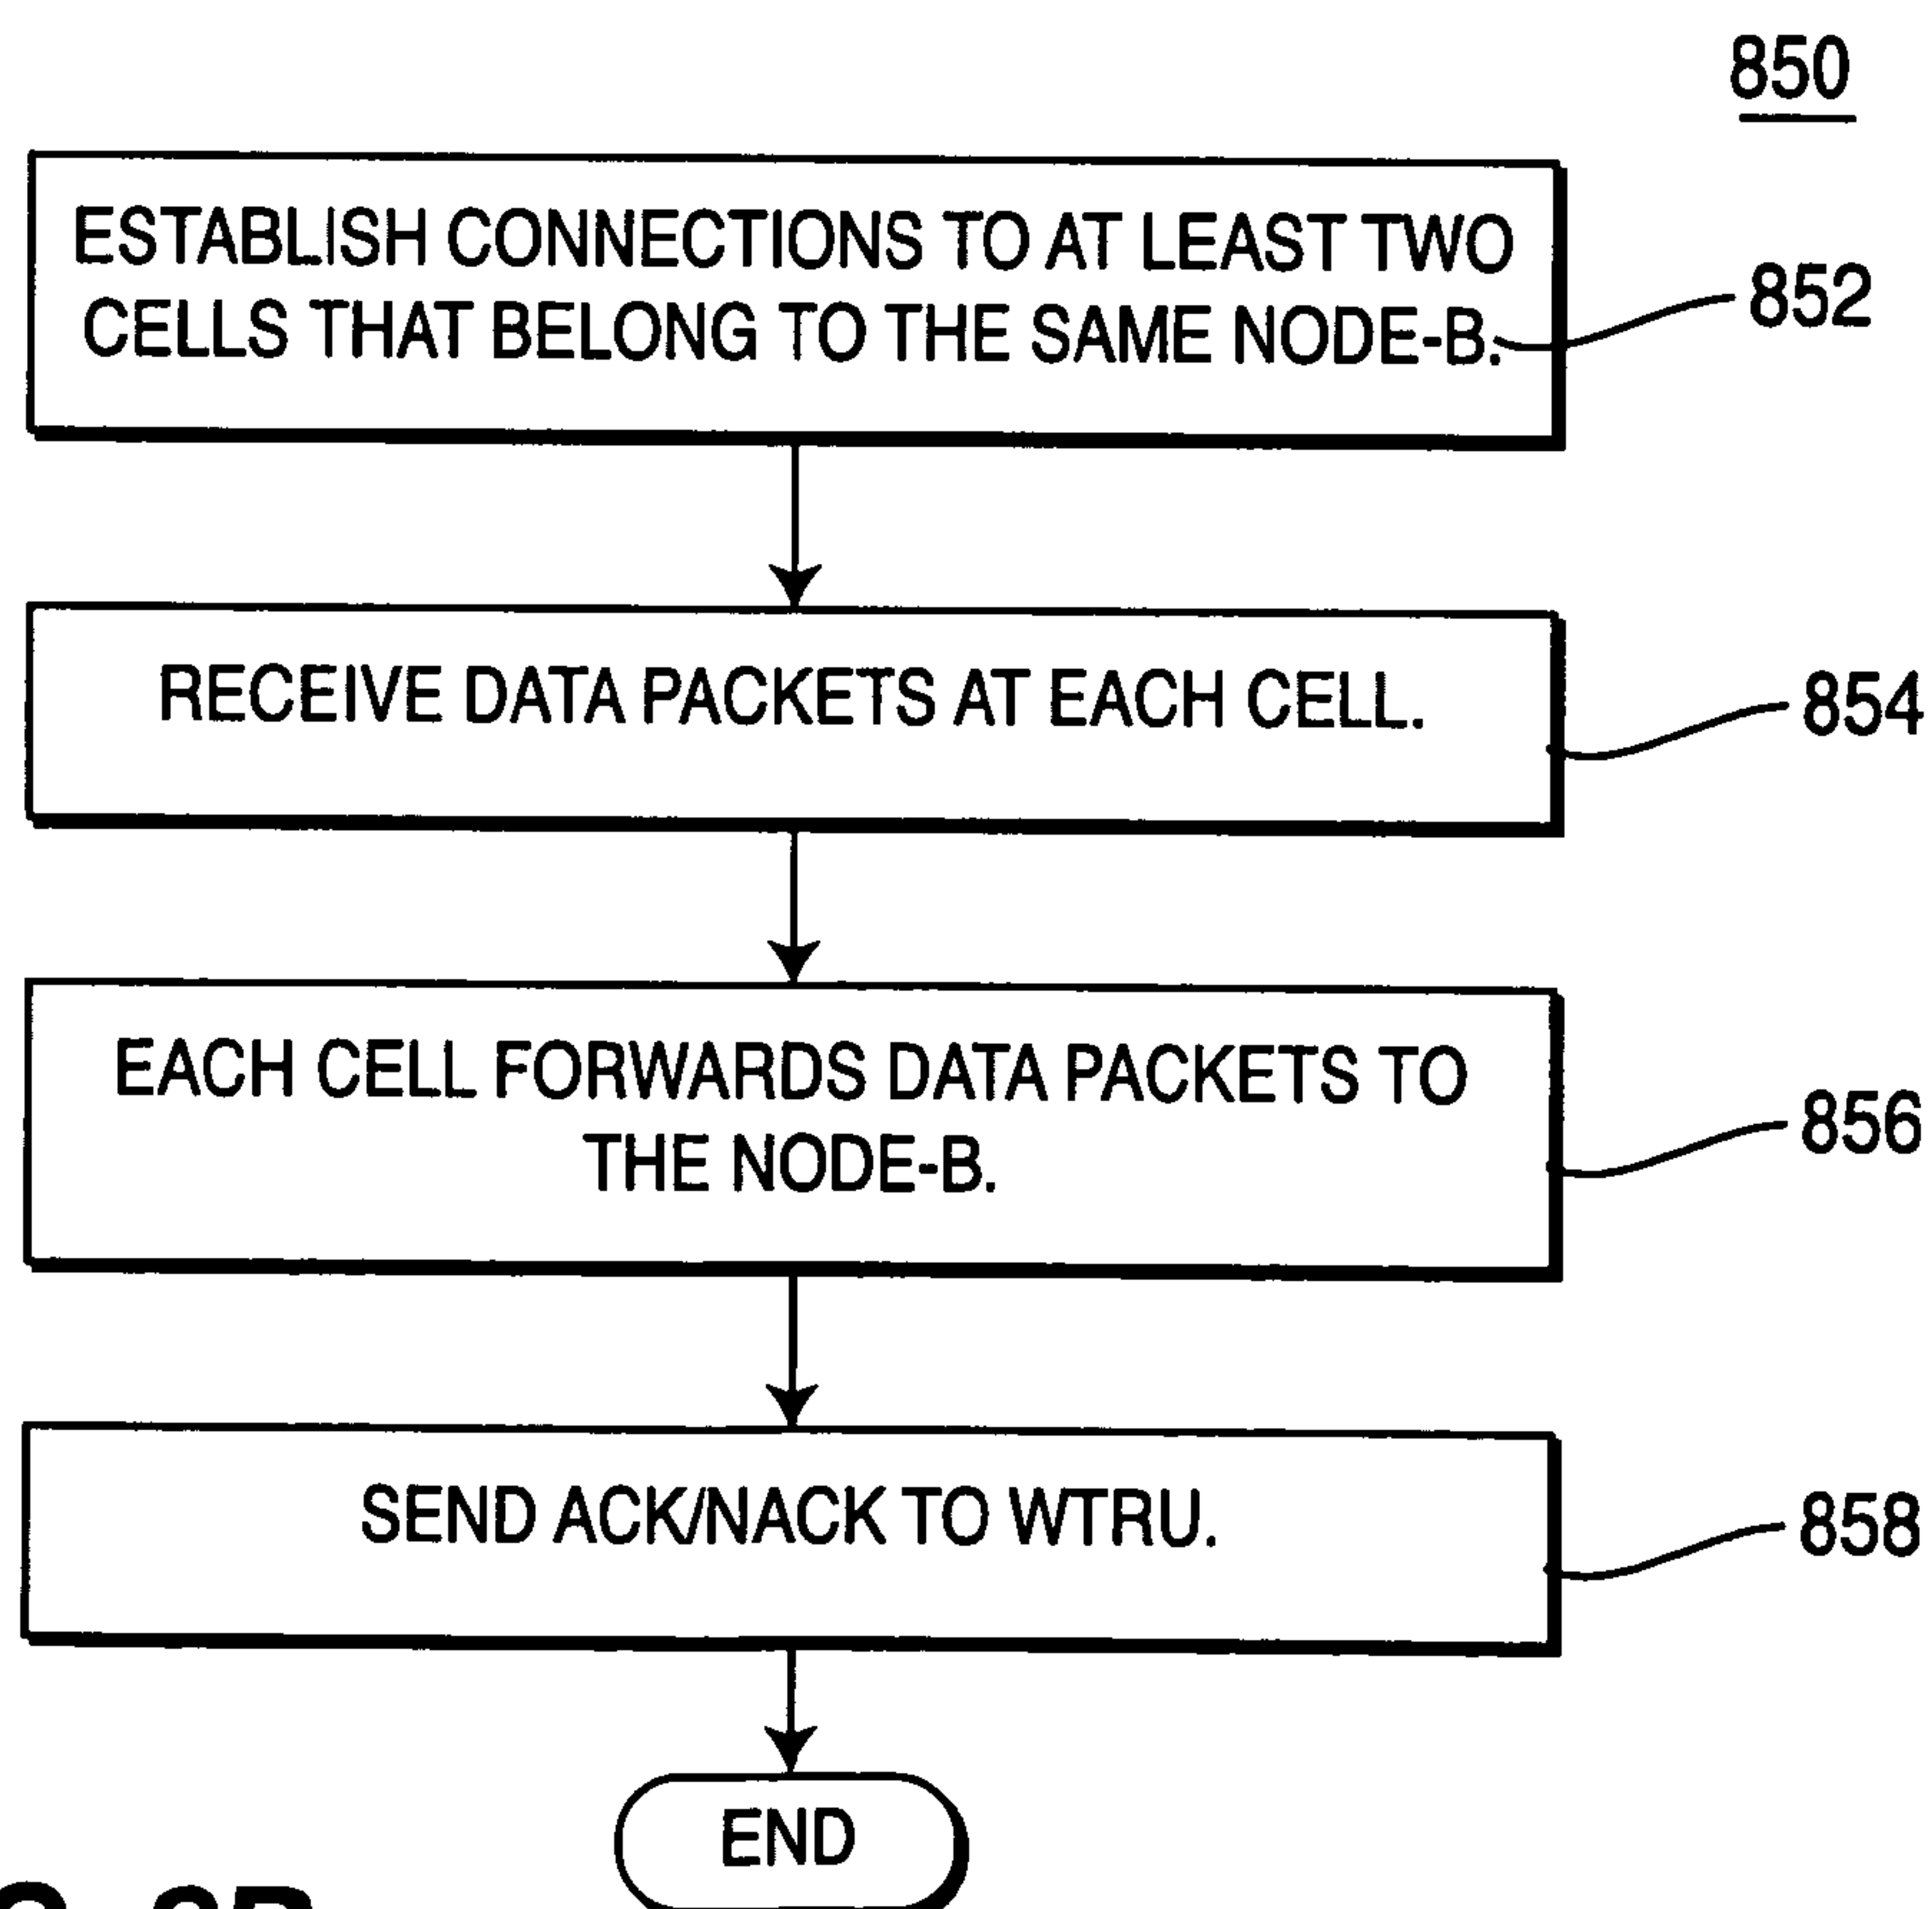 850
ESTABLISH CONNECTIONS TO AT LEAST TWO
CELLS THAT BELONG TO THE SAME NODE-B.
852
RECEIVE DATA PACKETS AT EACH CELL.
854
EACH CELL FORWARDS DATA PACKETS TO
THE NODE-B.
856
SEND ACK/NACK TO WTRU.
858
END